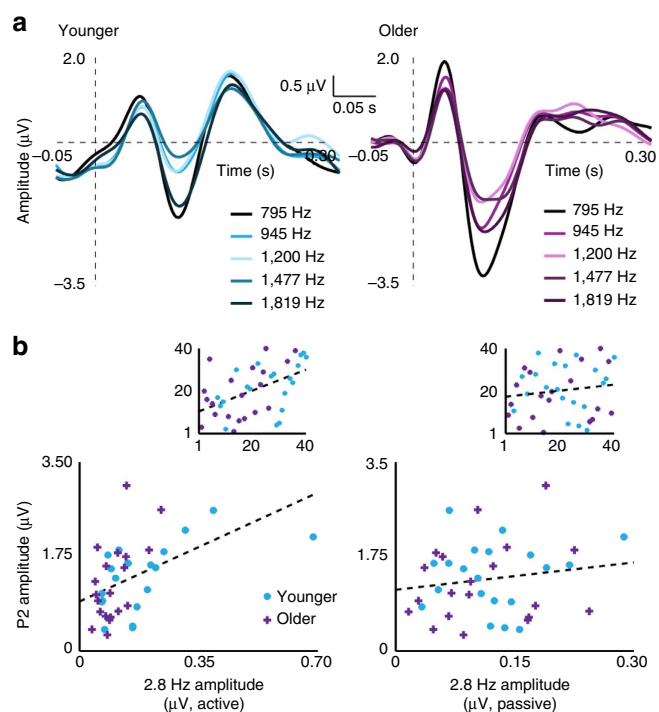 a
Younger
Older
2.0
2.0
0.5 µV
0.05 s
Amplitude (µV)
–0.05
Time (s)
0.30
–0.05
Time (s)
0.30
795 Hz
945 Hz
1,200 Hz
1,477 Hz
1,819 Hz
–3.5
795 Hz
945 Hz
1,200 Hz
1,477 Hz
1,819 Hz
–3.5
b
40
20
1
1
20
40
40
20
1
1
20
40
P2 amplitude (µV)
3.50
1.75
0
0
0.35
0.70
Younger
Older
2.8 Hz amplitude
(µV, active)
3.5
1.75
0
0
0.15
0.30
2.8 Hz amplitude
(µV, passive)